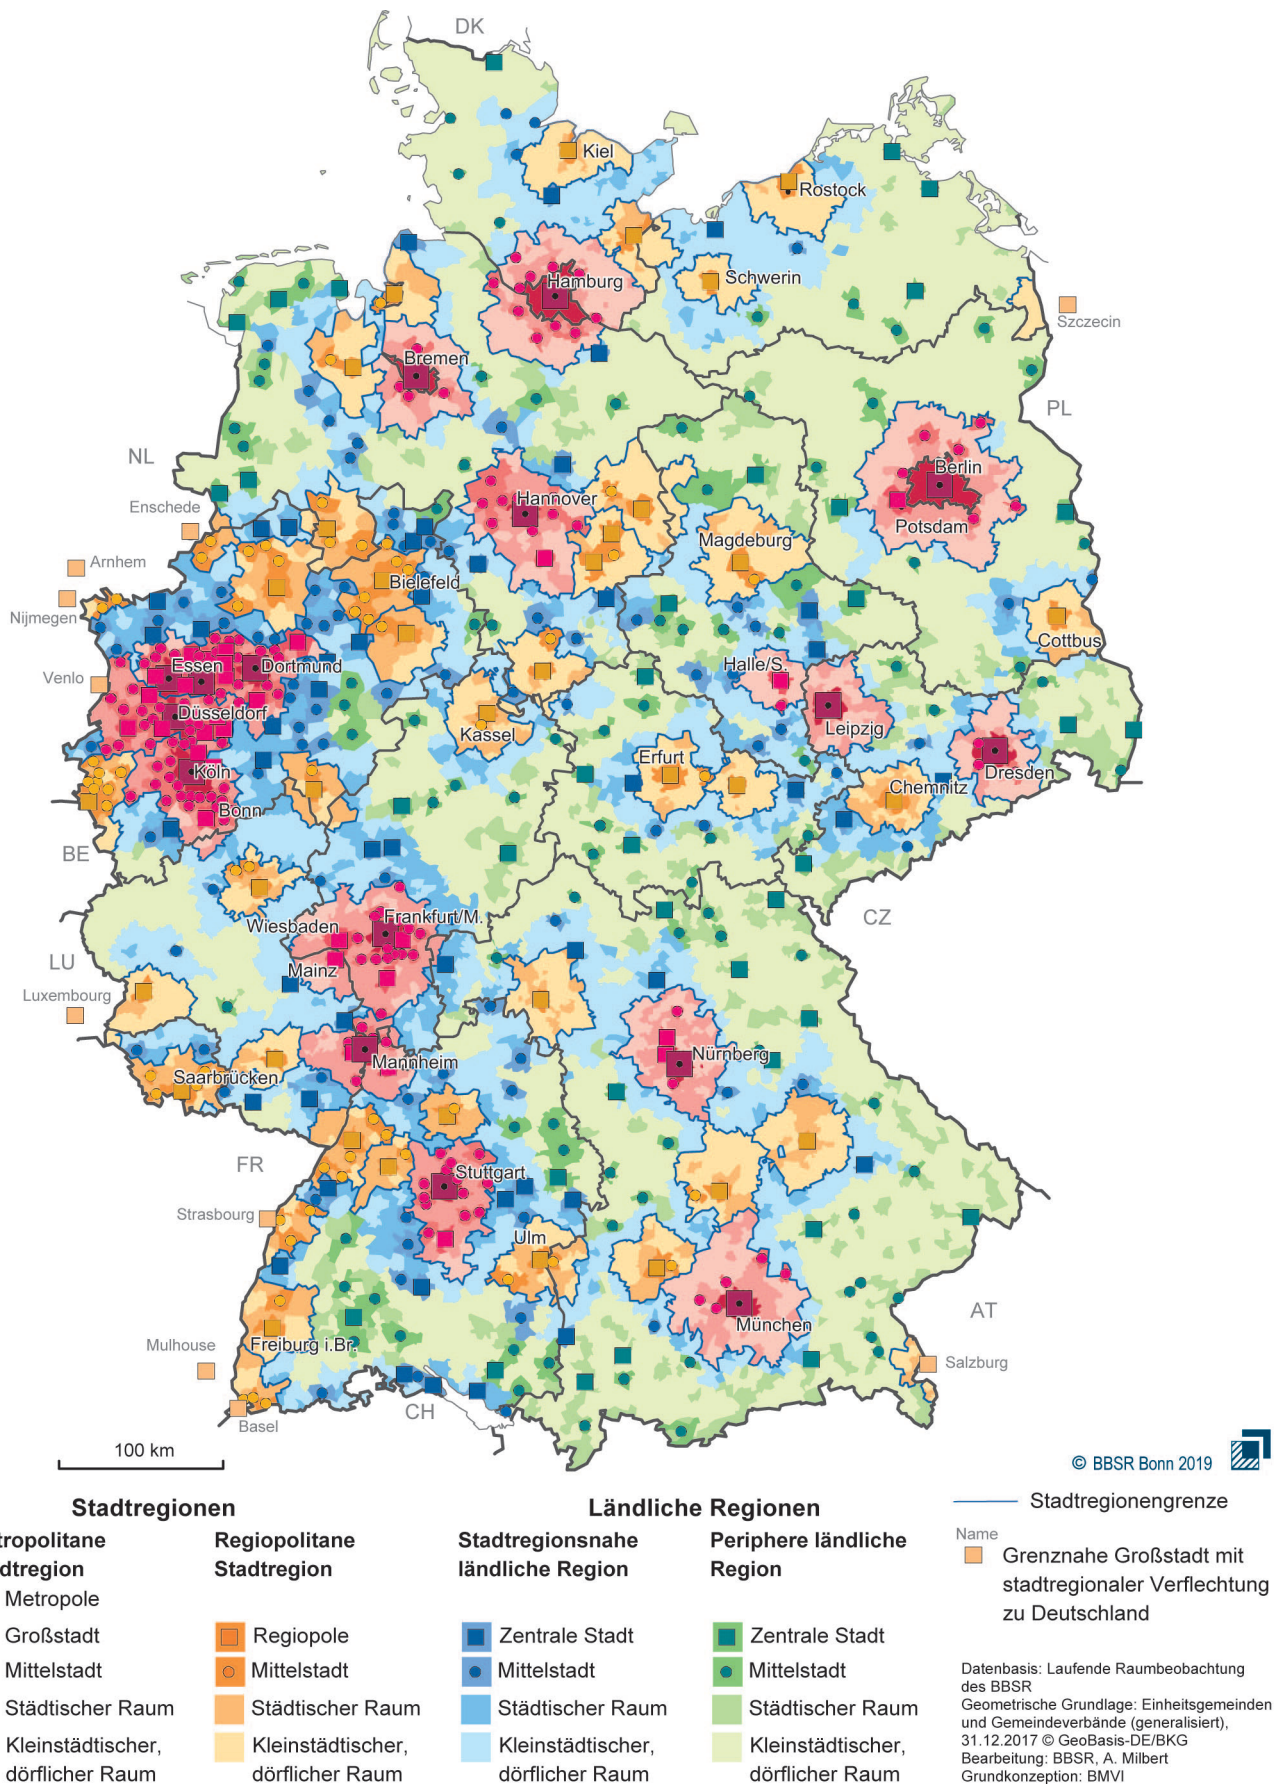 DK
Kiel
Rostock
Hamburg
Schwerin
Szczecin
Bremen
PL
NL
Berlin
Hannover
Enschede
Potsdam
Magdeburg
Arnhem
Bielefeld
Nijmegen
Cottbus
Essen
Dortmund
Halle/S.
Venlo
Düsseldorf
Leipzig
Kassel
Erfurt
Köln
Dresden
Chemnitz
Bonn
BE
Wiesbaden
Frankfurt/M.
CZ
LU
Mainz
Luxembourg
Nürnberg
Mannheim
Saarbrücken
FR
Stuttgart
Strasbourg
Ulm
AT
München
Mulhouse
Freiburg i.Br.
Salzburg
CH
Basel
100 km
© BBSR Bonn 2019
Stadtregionen
Ländliche Regionen
Stadtregionengrenze
tropolitane
dtregion
Metropole
Großstadt
Mittelstadt
Städtischer Raum
Kleinstädtischer,
dörflicher Raum
Regiopolitane
Stadtregion
Regiopole
Mittelstadt
Städtischer Raum
Kleinstädtischer,
dörflicher Raum
Stadtregionsnahe
ländliche Region
Zentrale Stadt
Mittelstadt
Städtischer Raum
Kleinstädtischer,
dörflicher Raum
Periphere ländliche
Region
Zentrale Stadt
Mittelstadt
Städtischer Raum
Kleinstädtischer,
dörflicher Raum
Name
Grenznahe Großstadt mit
stadtregionaler Verflechtung
zu Deutschland
Datenbasis: Laufende Raumbeobachtung
des BBSR
Geometrische Grundlage: Einheitsgemeinden
und Gemeindeverbände (generalisiert),
31.12.2017 © GeoBasis-DE/BKG
Bearbeitung: BBSR, A. Milbert
Grundkonzeption: BMVI